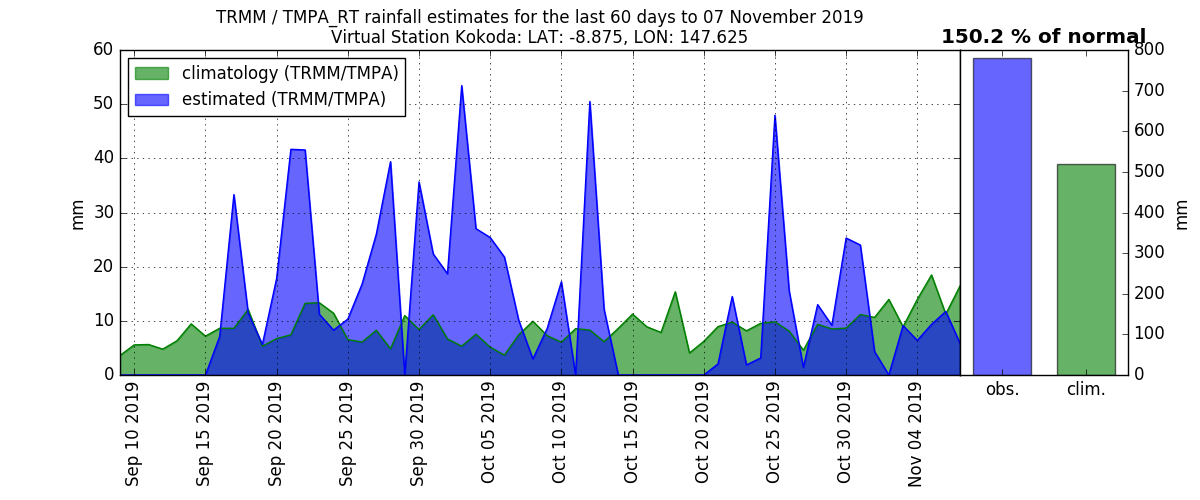 TRMM / TMPA_RT rainfall estimates for the last 60 days to 07 November 2019
Virtual Station Kokoda: LAT: -8.875, LON: 147.625
150.2 % of normal
climatology (TRMM/TMPA)
estimated (TRMM/TMPA)
60
50
40
30
20
10
0
mm
Sep 10 2019
Sep 15 2019
Sep 20 2019
Sep 25 2019
Sep 30 2019
Oct 05 2019
Oct 10 2019
Oct 15 2019
Oct 20 2019
Oct 25 2019
Oct 30 2019
Nov 04 2019
obs.
clim.
800
700
600
500
400
300
200
100
0
mm